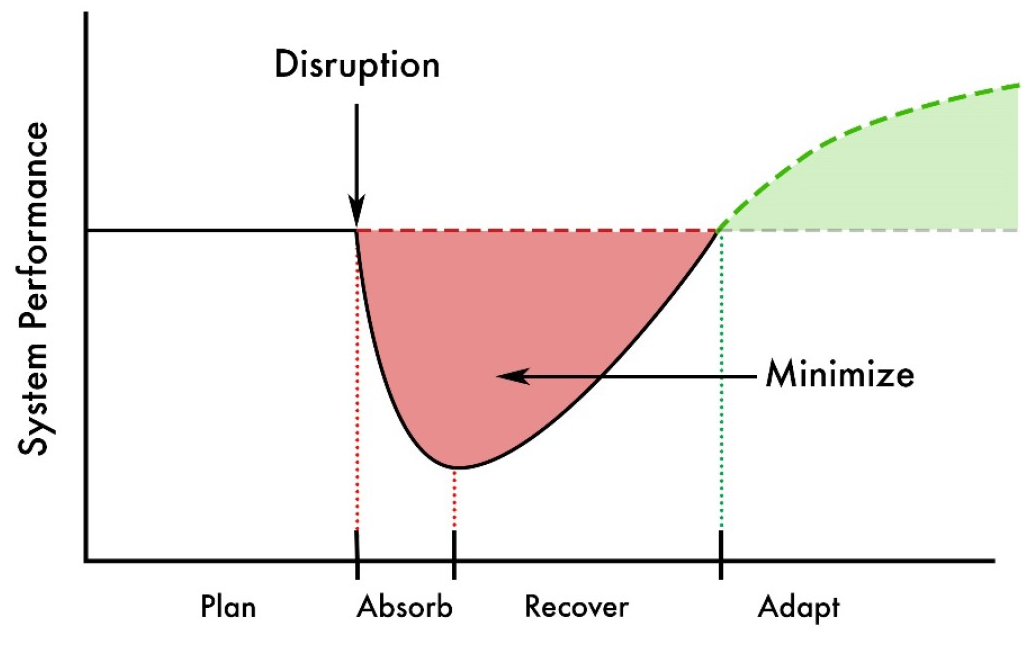 Disruption
System Performance
Minimize
Plan
Absorb
Recover
Adapt